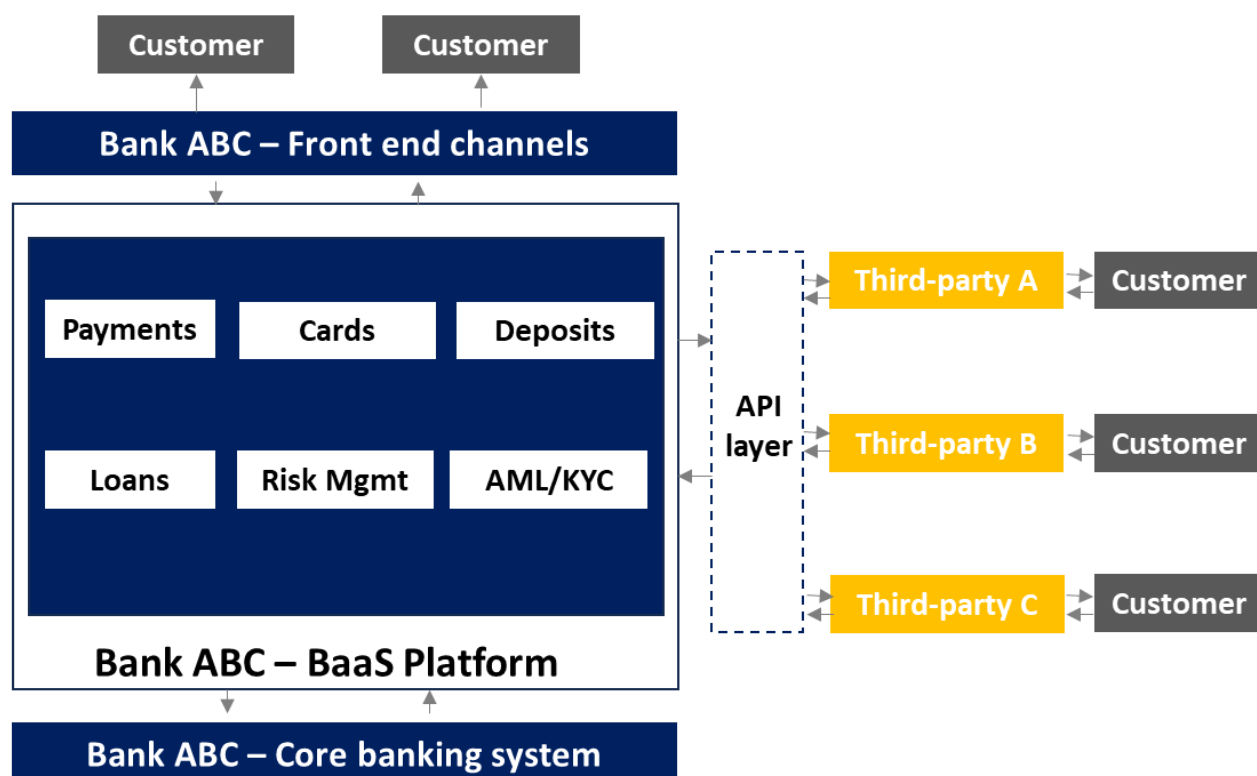 Customer
Customer
Bank ABC – Front end channels
Payments
Cards
Deposits
Loans
Risk Mgmt
AML/KYC
Bank ABC – BaaS Platform
Bank ABC – Core banking system
API
layer
Third-party A
Customer
Third-party B
Customer
Third-party C
Customer